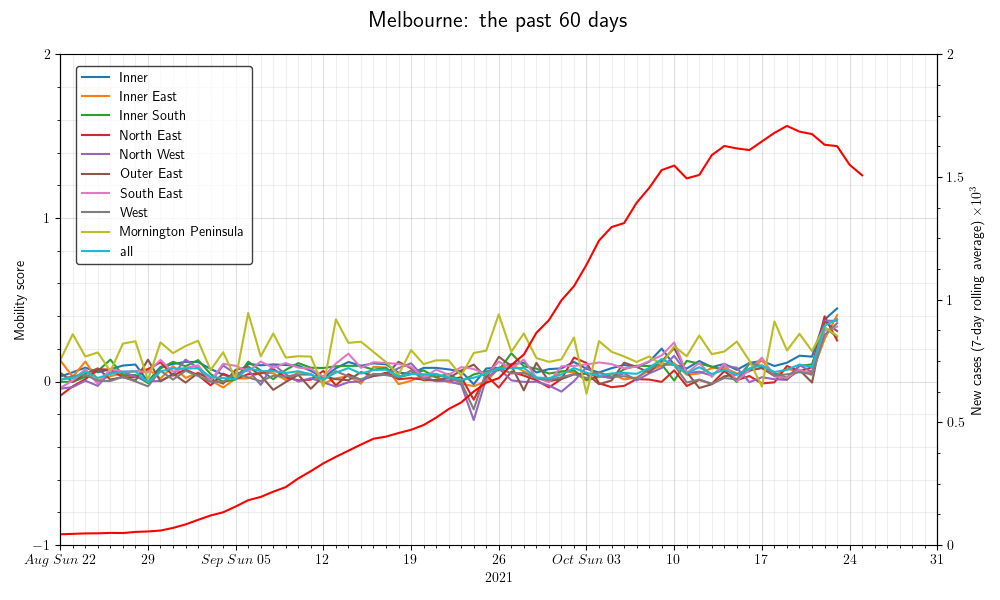 Melbourne: the past 60 days
2
1
0
−1
Mobility score
Inner
Inner East
Inner South
North East
North West
Outer East
South East
West
Mornington Peninsula
all
2
1.5
1
0.5
0
New cases (7-day rolling average) ×10³
Aug Sun 22 29 Sep Sun 05 12 19 26 Oct Sun 03 10 17 24 31
2021